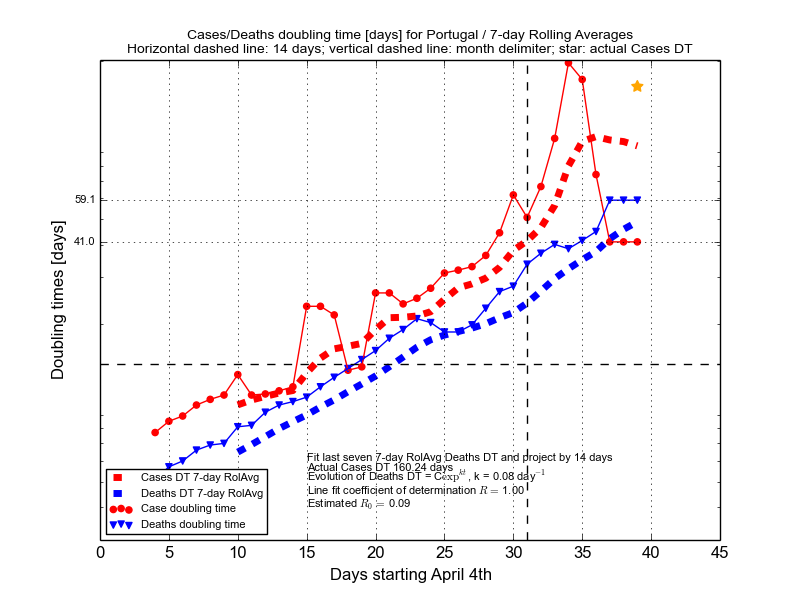 Cases/Deaths doubling time [days] for Portugal / 7-day Rolling Averages
Horizontal dashed line: 14 days; vertical dashed line: month delimiter; star: actual Cases DT
59.1
41.0
Doubling times [days]
Fit last seven 7-day RolAvg Deaths DT and project by 14 days
Actual Cases DT 160.24 days
Evolution of Deaths DT = Cexp^{kt}, k = 0.08 day^{-1}
Line fit coefficient of determination R = 1.00
Estimated R_0 = 0.09
Cases DT 7-day RolAvg
Deaths DT 7-day RolAvg
Case doubling time
Deaths doubling time
0 5 10 15 20 25 30 35 40 45
Days starting April 4th